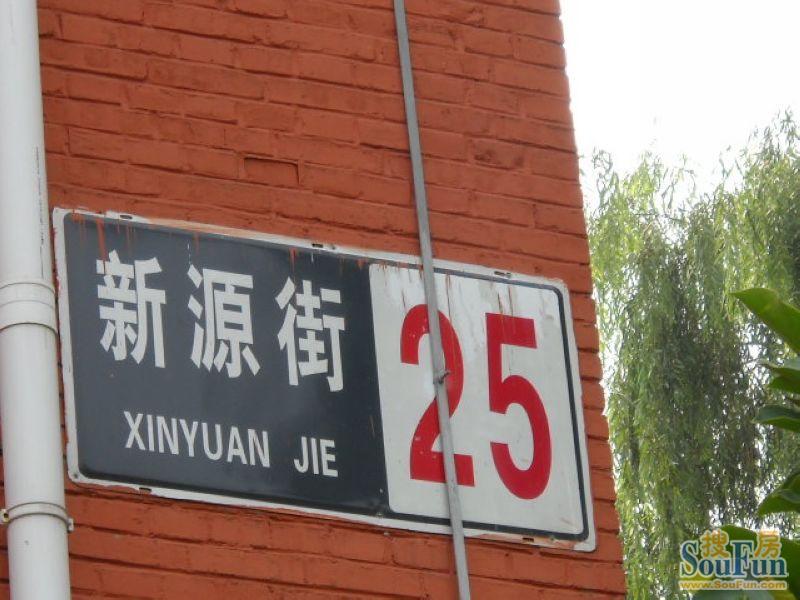 新源街 25
XINYUAN JIE
搜房
SouFun
www.SouFun.com